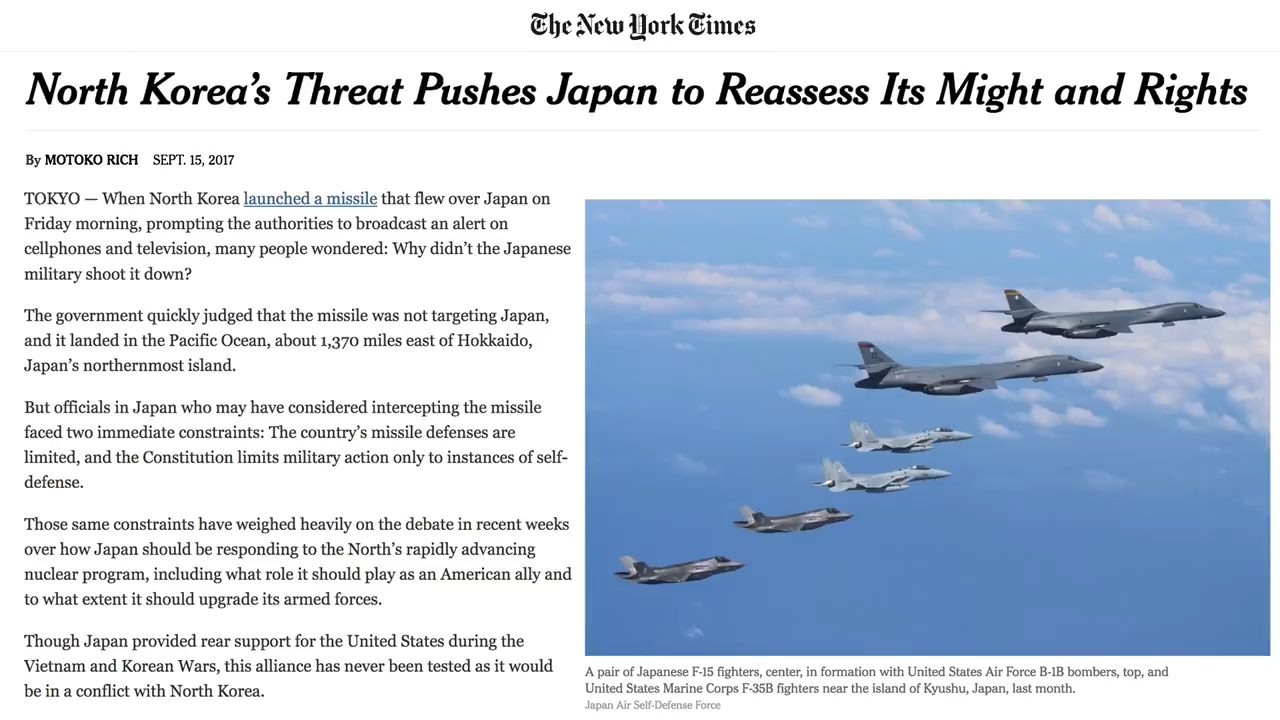 The New York Times
North Korea’s Threat Pushes Japan to Reassess Its Might and Rights
By MOTOKO RICH SEPT. 15, 2017
TOKYO — When North Korea launched a missile that flew over Japan on
Friday morning, prompting the authorities to broadcast an alert on
cellphones and television, many people wondered: Why didn’t the Japanese
military shoot it down?
The government quickly judged that the missile was not targeting Japan,
and it landed in the Pacific Ocean, about 1,370 miles east of Hokkaido,
Japan’s northernmost island.
But officials in Japan who may have considered intercepting the missile
faced two immediate constraints: The country’s missile defenses are
limited, and the Constitution limits military action only to instances of self-
defense.
Those same constraints have weighed heavily on the debate in recent weeks
over how Japan should be responding to the North’s rapidly advancing
nuclear program, including what role it should play as an American ally and
to what extent it should upgrade its armed forces.
Though Japan provided rear support for the United States during the
Vietnam and Korean Wars, this alliance has never been tested as it would
be in a conflict with North Korea.
A pair of Japanese F-15 fighters, center, in formation with United States Air Force B-1B bombers, top, and
United States Marine Corps F-35B fighters near the island of Kyushu, Japan, last month.
Japan Air Self-Defense Force